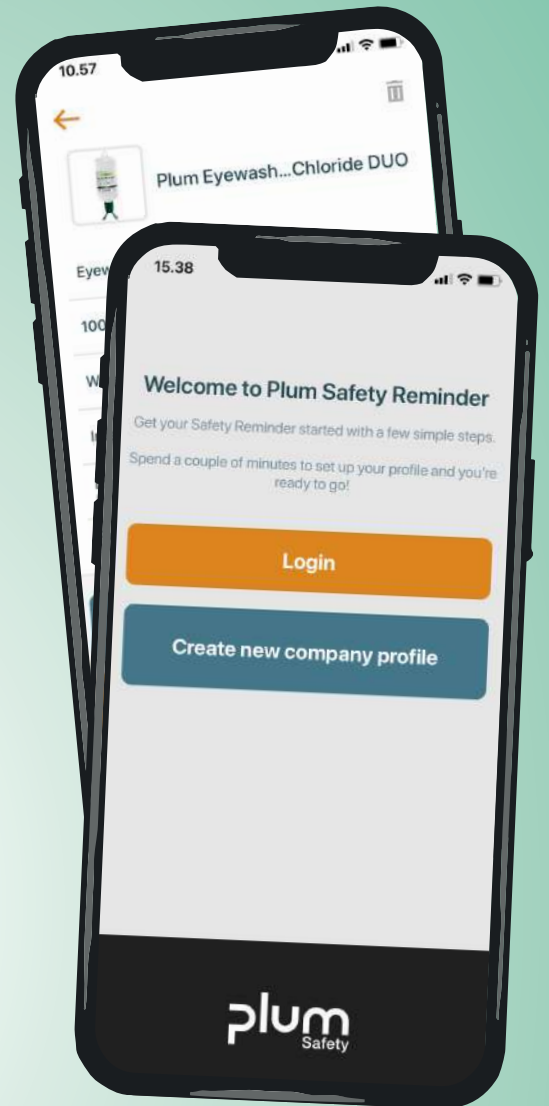 10.57
Plum Eyewash...Chloride DUO
100
15.38
Welcome to Plum Safety Reminder
Get your Safety Reminder started with a few simple steps.
Spend a couple of minutes to set up your profile and you're
ready to go!
Login
Create new company profile
plum
Safety